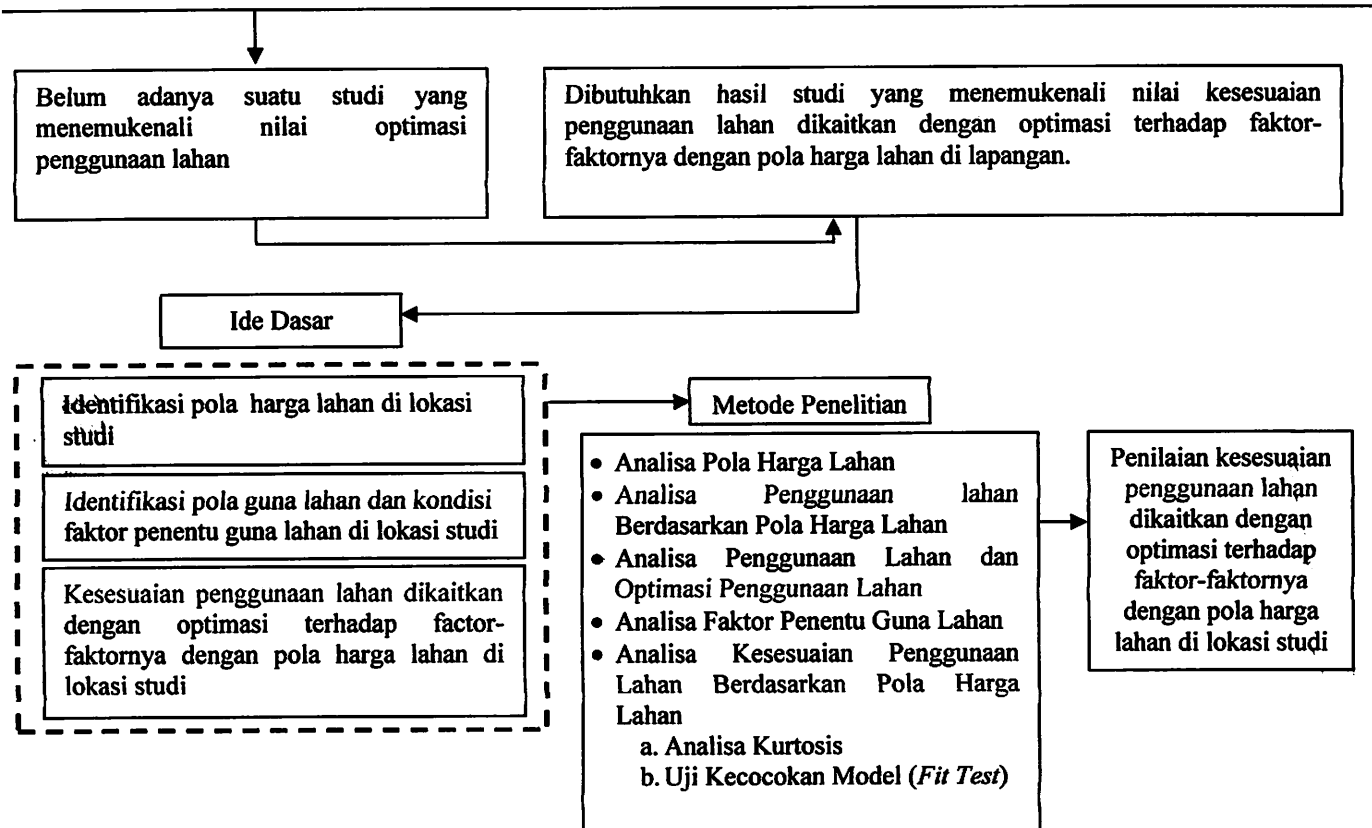 Belum adanya suatu studi yang
menemukenali nilai optimasi
penggunaan lahan
Dibutuhkan hasil studi yang menemukenali nilai kesesuaian
penggunaan lahan dikaitkan dengan optimasi terhadap faktor-
faktornya dengan pola harga lahan di lapangan.
Ide Dasar
Identifikasi pola harga lahan di lokasi
studi
Identifikasi pola guna lahan dan kondisi
faktor penentu guna lahan di lokasi studi
Kesesuaian penggunaan lahan dikaitkan
dengan optimasi terhadap factor-
faktornya dengan pola harga lahan di
lokasi studi
Metode Penelitian
• Analisa Pola Harga Lahan
• Analisa Penggunaan lahan
Berdasarkan Pola Harga Lahan
• Analisa Penggunaan Lahan dan
Optimasi Penggunaan Lahan
• Analisa Faktor Penentu Guna Lahan
• Analisa Kesesuaian Penggunaan
Lahan Berdasarkan Pola Harga
Lahan
a. Analisa Kurtosis
b. Uji Kecocokan Model (Fit Test)
Penilaian kesesuaian
penggunaan lahan
dikaitkan dengan
optimasi terhadap
faktor-faktornya
dengan pola harga
lahan di lokasi studi